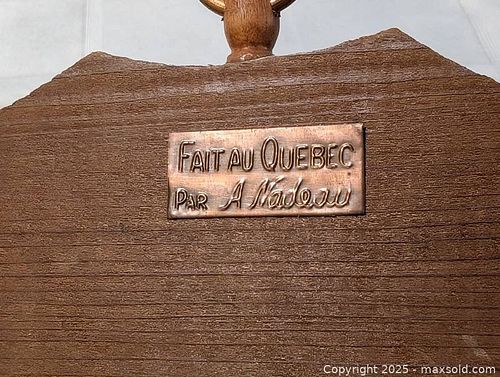 FAIT AU QUEBEC
PAR A Nadeau
Copyright 2025 - maxsold.com